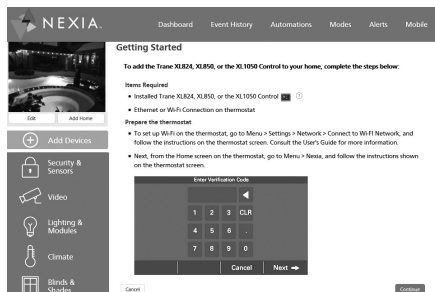 NEXIA
Dashboard Event History Automations Modes Alerts Mobile
Getting Started
To add the Trane XL824, XL850, or the XL1050 Control to your home, complete the steps below:
Items Required
• Installed Trane XL824, XL850, or the XL1050 Control
• Ethernet or Wi-Fi Connection on thermostat
Prepare the thermostat
• To set up Wi-Fi on the thermostat, go to Menu > Settings > Network > Connect to Wi-FI Network, and
follow the instructions on the thermostat screen. Consult the User's Guide for more information.
• Next, from the Home screen on the thermostat, go to Menu > Nexia, and follow the instructions shown
on the thermostat screen.
Edit Add Home
Add Devices
Security &
Sensors
Video
Lighting &
Modules
Climate
Blinds &
Shades
Enter Verification Code
1 2 3 CLR
4 5 6 .
7 8 9 0
Cancel Next
Cancel Continue